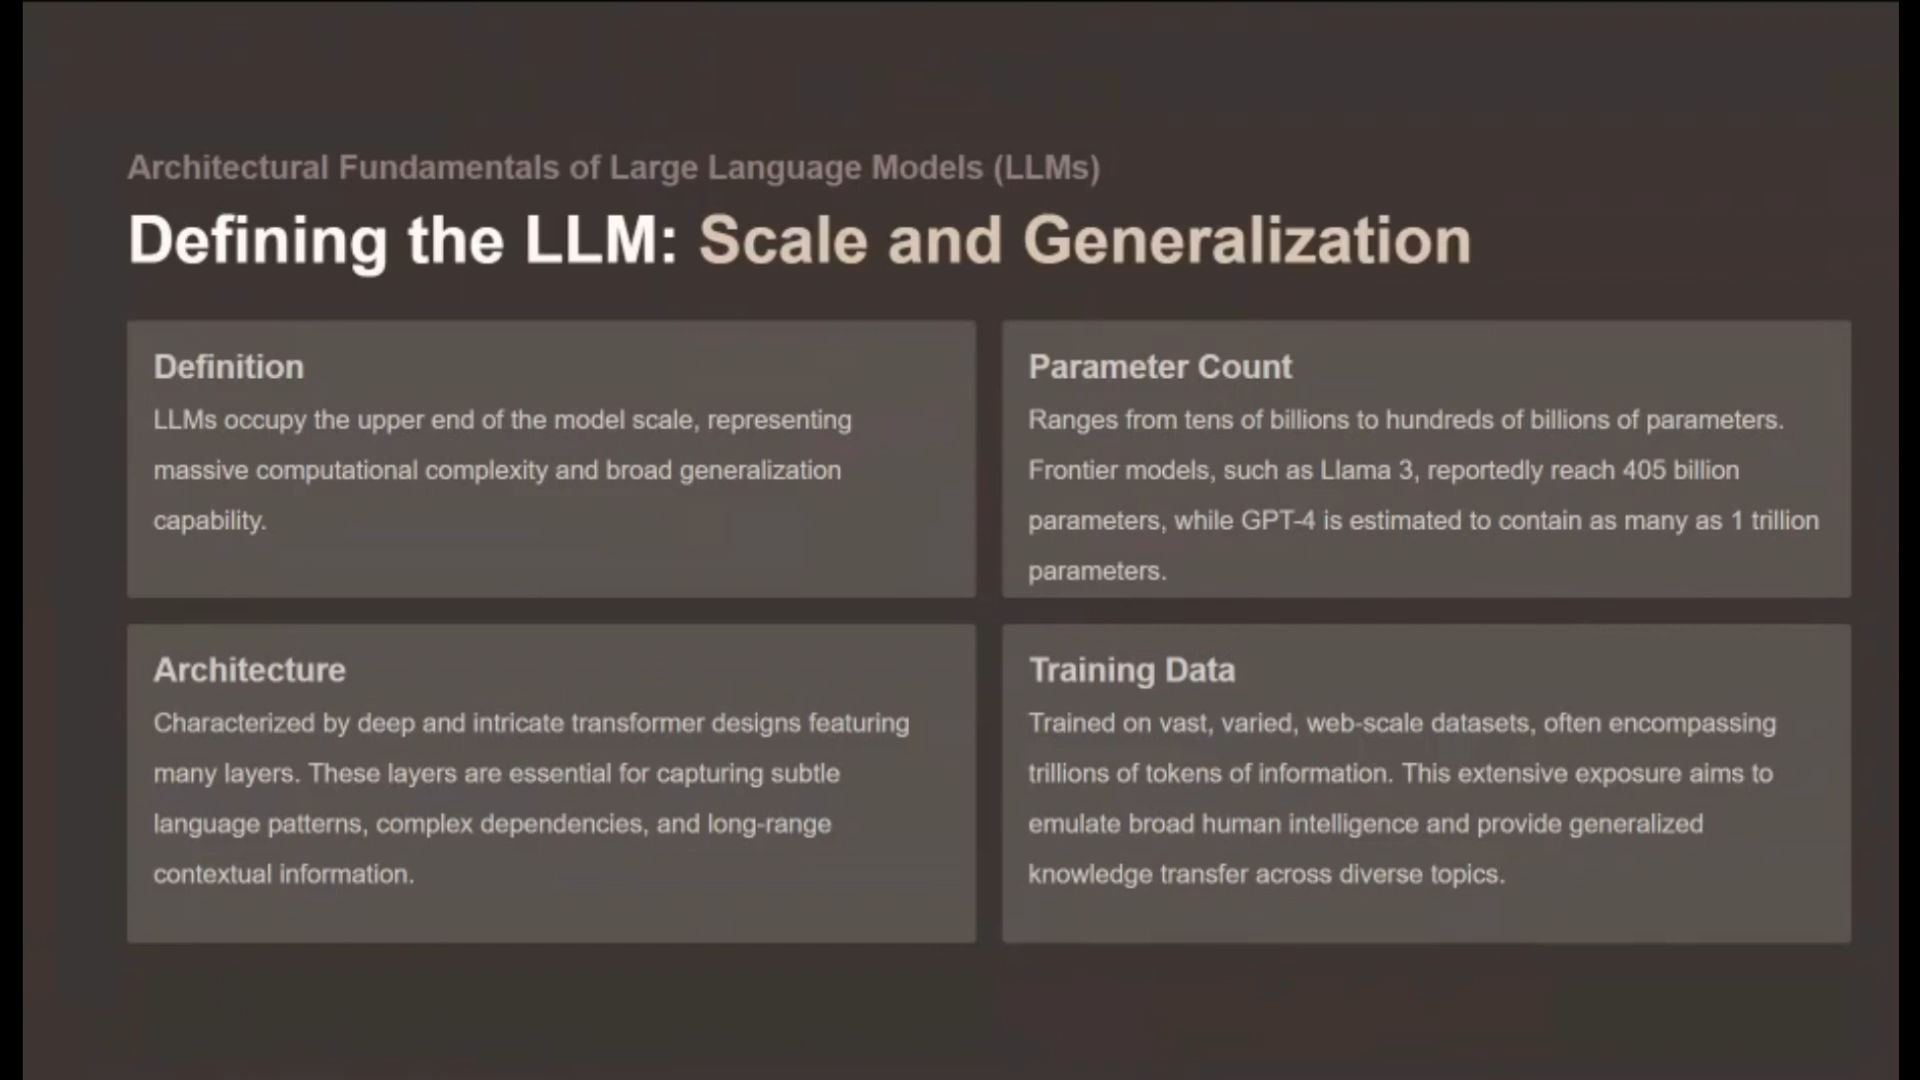 Architectural Fundamentals of Large Language Models (LLMs)
Defining the LLM: Scale and Generalization
Definition
LLMs occupy the upper end of the model scale, representing
massive computational complexity and broad generalization
capability.
Parameter Count
Ranges from tens of billions to hundreds of billions of parameters.
Frontier models, such as Llama 3, reportedly reach 405 billion
parameters, while GPT-4 is estimated to contain as many as 1 trillion
parameters.
Architecture
Characterized by deep and intricate transformer designs featuring
many layers. These layers are essential for capturing subtle
language patterns, complex dependencies, and long-range
contextual information.
Training Data
Trained on vast, varied, web-scale datasets, often encompassing
trillions of tokens of information. This extensive exposure aims to
emulate broad human intelligence and provide generalized
knowledge transfer across diverse topics.